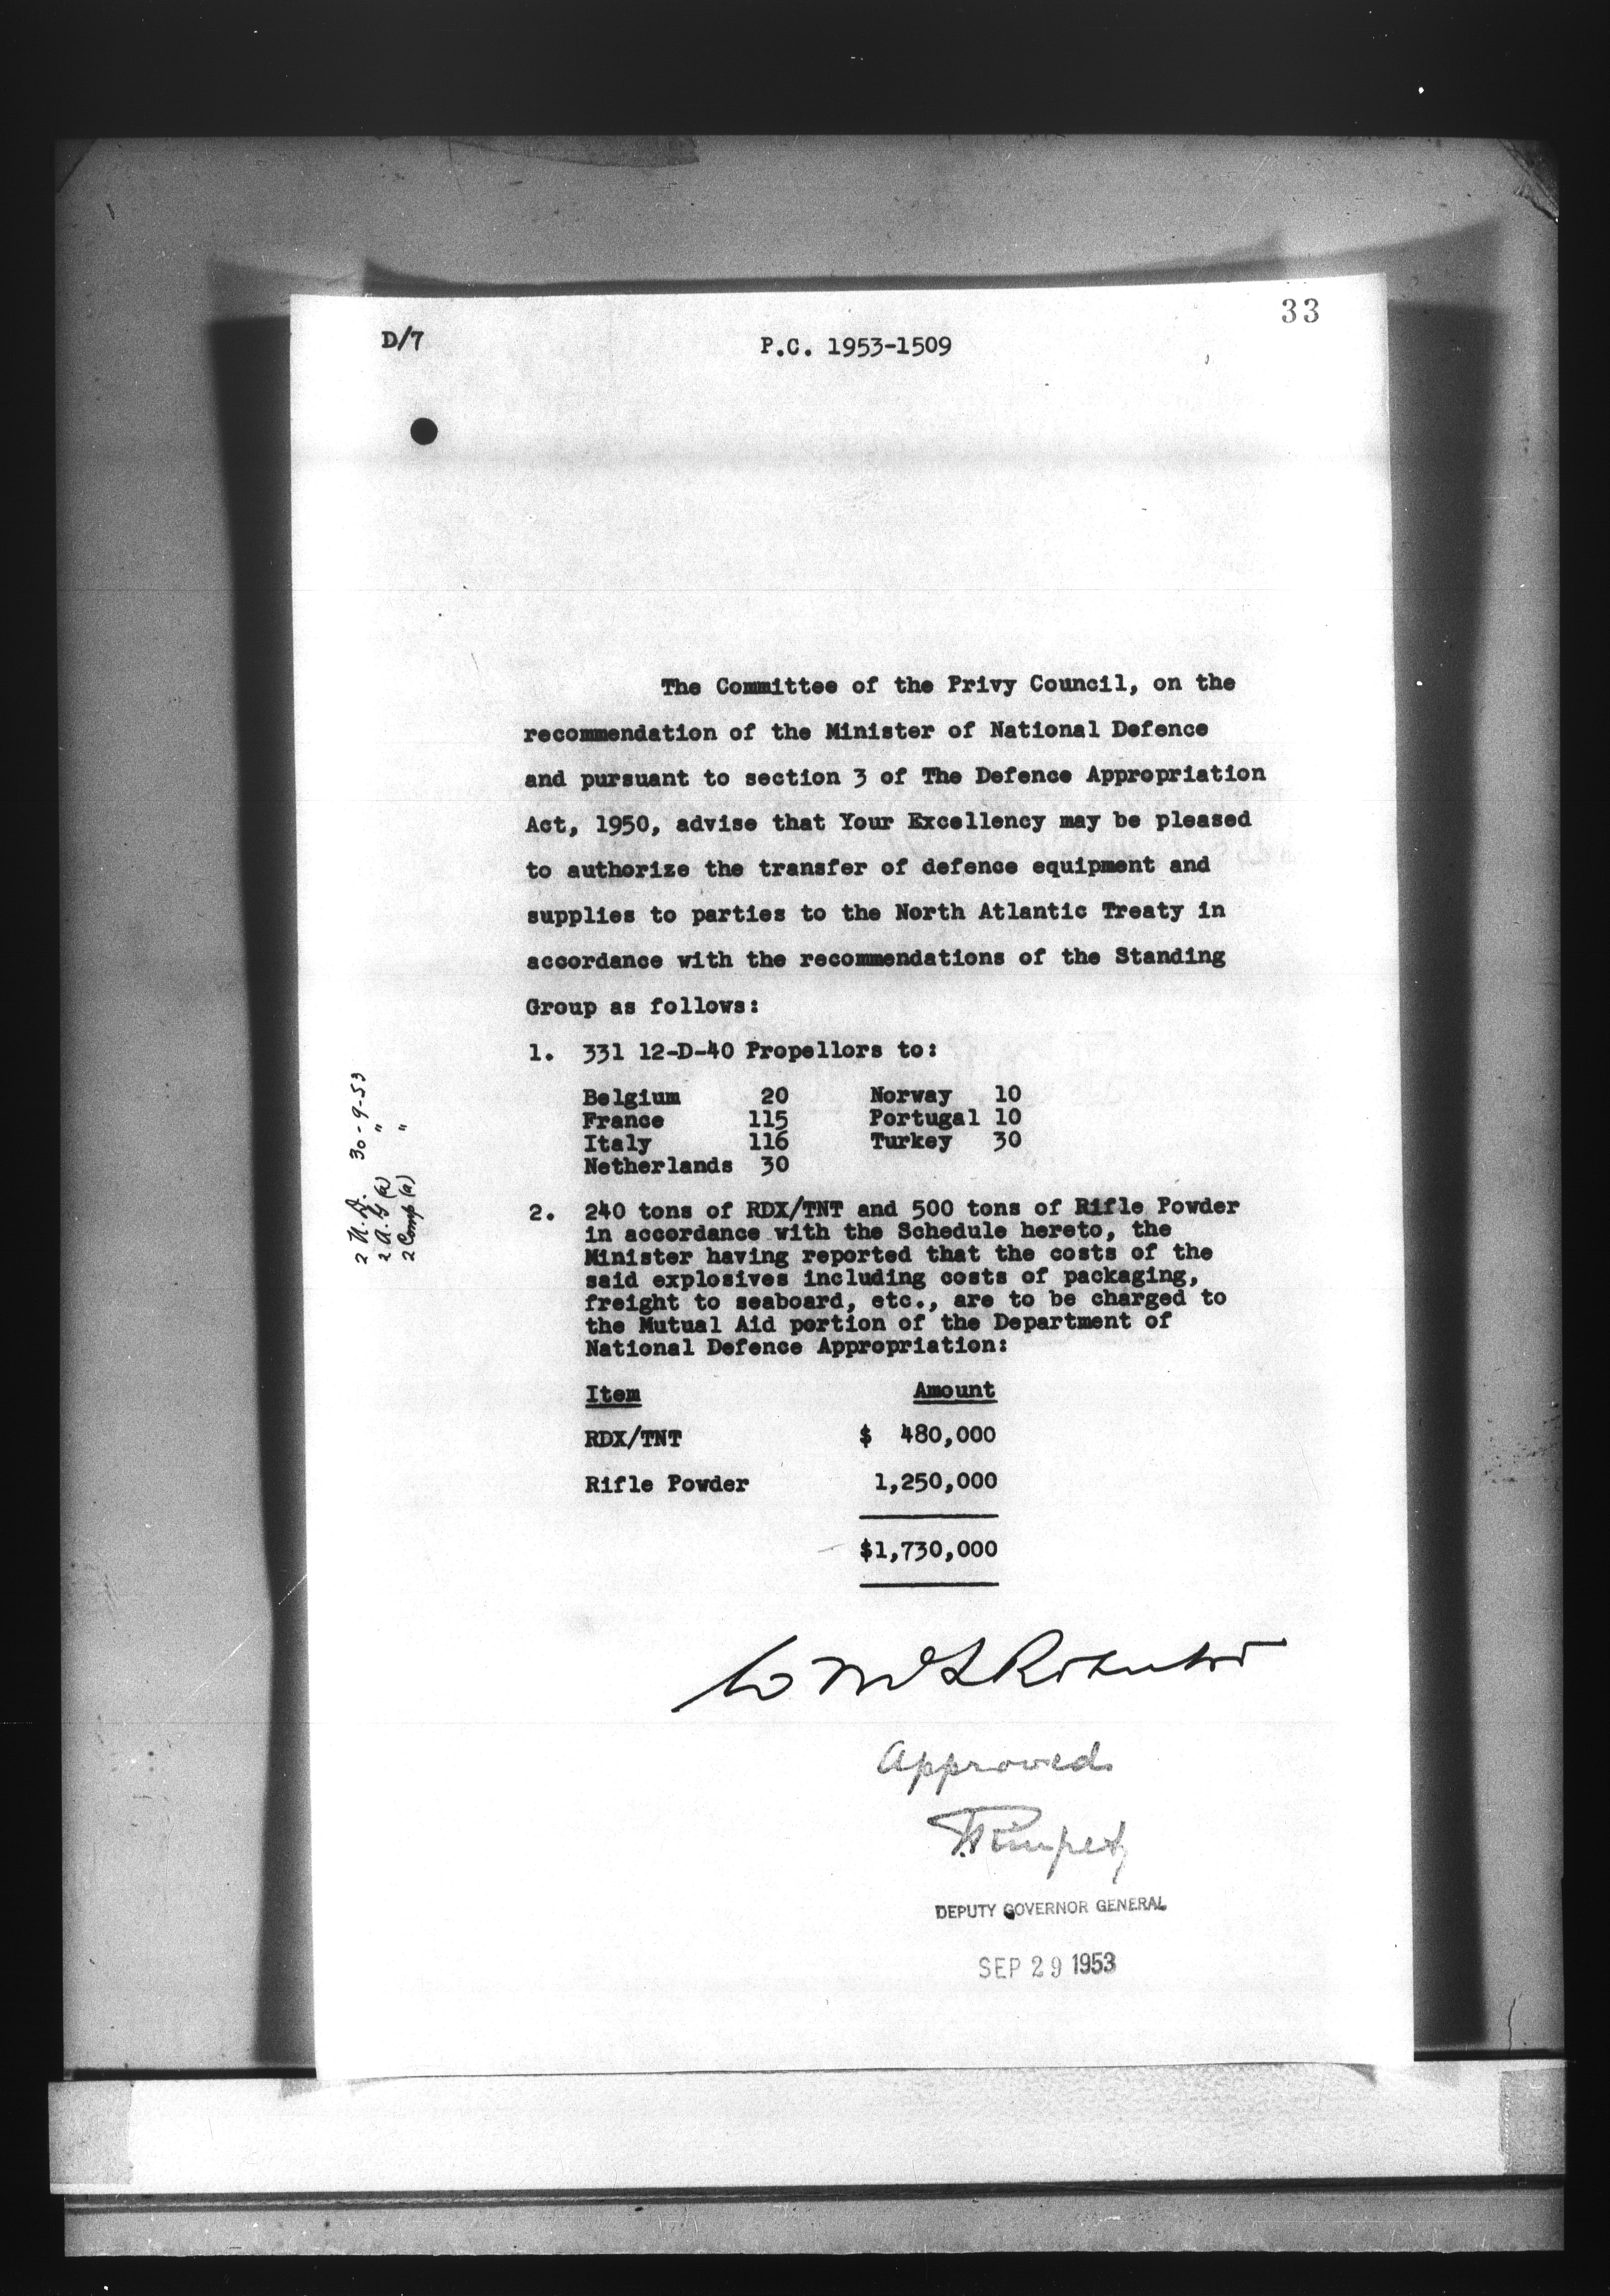 33
D/7
P.C. 1953-1509
The Committee of the Privy Council, on the
recommendation of the Minister of National Defence
and pursuant to section 3 of The Defence Appropriation
Act, 1950, advise that Your Excellency may be pleased
to authorize the transfer of defence equipment and
supplies to parties to the North Atlantic Treaty in
accordance with the recommendations of the Standing
Group as follows:
1. 331 12-D-40 Propellors to:
Belgium 20 Norway 10
France 115 Portugal 10
Italy 116 Turkey 30
Netherlands 30
2. 240 tons of RDX/TNT and 500 tons of Rifle Powder
in accordance with the Schedule hereto, the
Minister having reported that the costs of the
said explosives including costs of packaging,
freight to seaboard, etc., are to be charged to
the Mutual Aid portion of the Department of
National Defence Appropriation:
Item Amount
RDX/TNT $ 480,000
Rifle Powder 1,250,000
$1,730,000
Approved
DEPUTY GOVERNOR GENERAL
SEP 29 1953
2 N.D. 30-9-53
2 A.G (a) " "
2 Comp (a) "